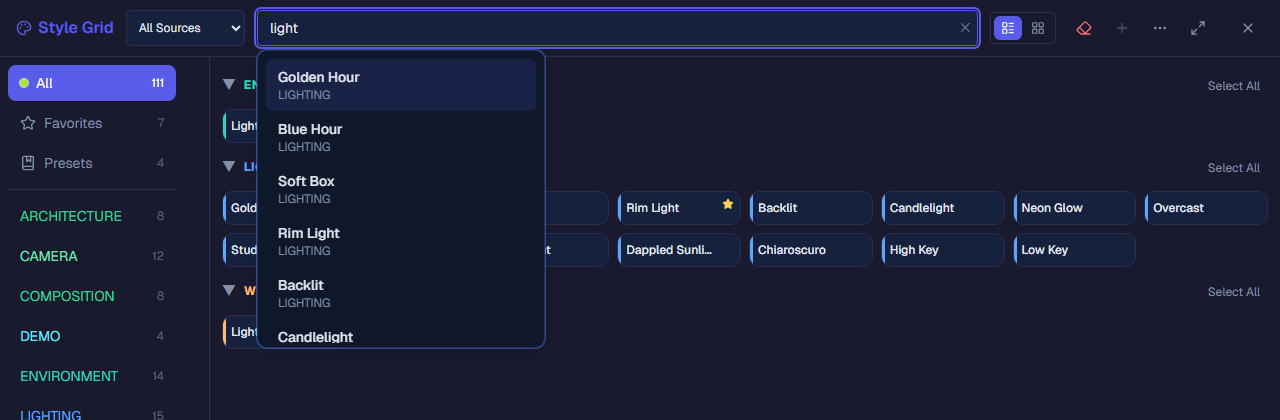 Style Grid
All Sources
light
All 111
Favorites 7
Presets 4
ARCHITECTURE 8
CAMERA 12
COMPOSITION 8
DEMO 4
ENVIRONMENT 14
LIGHTING 15
Golden Hour
LIGHTING
Blue Hour
LIGHTING
Soft Box
LIGHTING
Rim Light
LIGHTING
Backlit
LIGHTING
Candlelight
Select All
Select All
Rim Light
Backlit
Candlelight
Neon Glow
Overcast
Dappled Sunli...
Chiaroscuro
High Key
Low Key
Select All